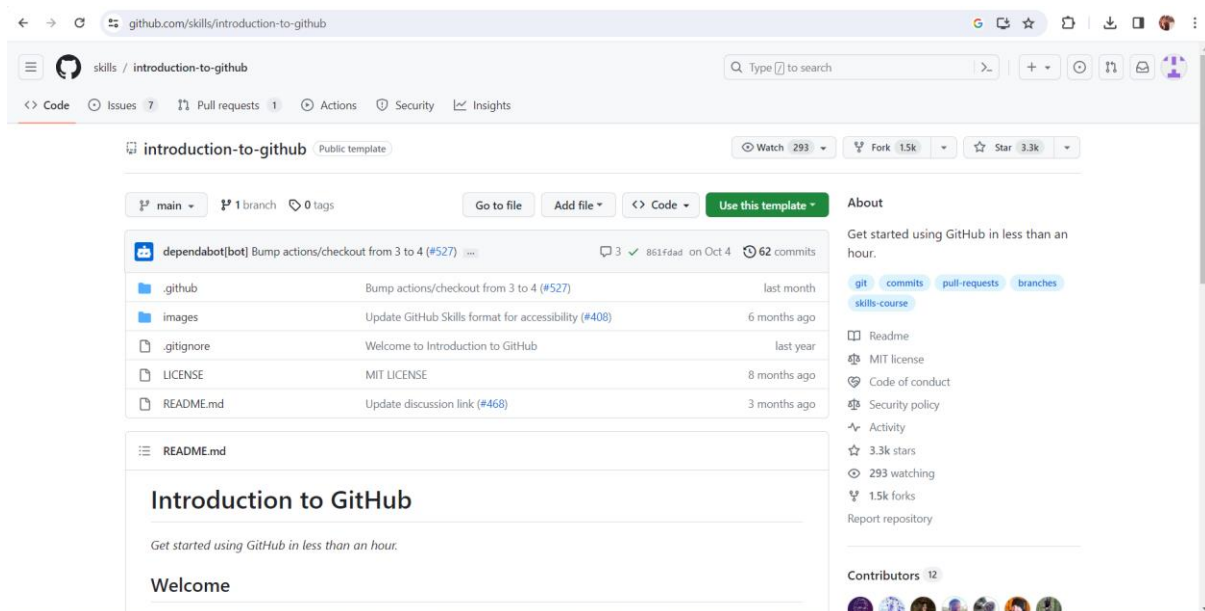 github.com/skills/introduction-to-github
skills / introduction-to-github
Type / to search
Code Issues 7 Pull requests 1 Actions Security Insights
introduction-to-github Public template Watch 293 Fork 1.5k Star 3.3k
main 1 branch 0 tags Go to file Add file Code Use this template
About
Get started using GitHub in less than an
hour.
dependabot[bot] Bump actions/checkout from 3 to 4 (#527) ... 3 861fdad on Oct 4 62 commits
git commits pull-requests branches
skills-course
.github Bump actions/checkout from 3 to 4 (#527) last month
images Update GitHub Skills format for accessibility (#408) 6 months ago
.gitignore Welcome to Introduction to GitHub last year
LICENSE MIT LICENSE 8 months ago
README.md Update discussion link (#468) 3 months ago
Readme
MIT license
Code of conduct
Security policy
Activity
3.3k stars
293 watching
1.5k forks
Report repository
README.md
Introduction to GitHub
Get started using GitHub in less than an hour.
Welcome
Contributors 12